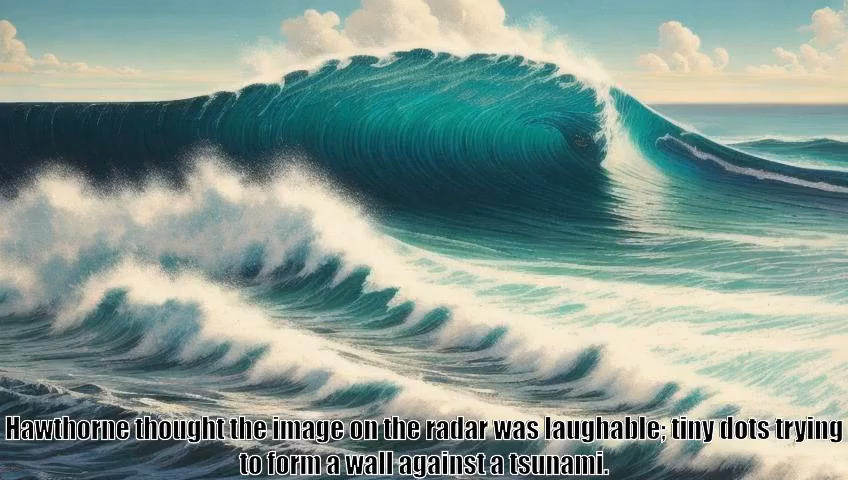 Hawthorne thought the image on the radar was laughable; tiny dots trying
to form a wall against a tsunami.